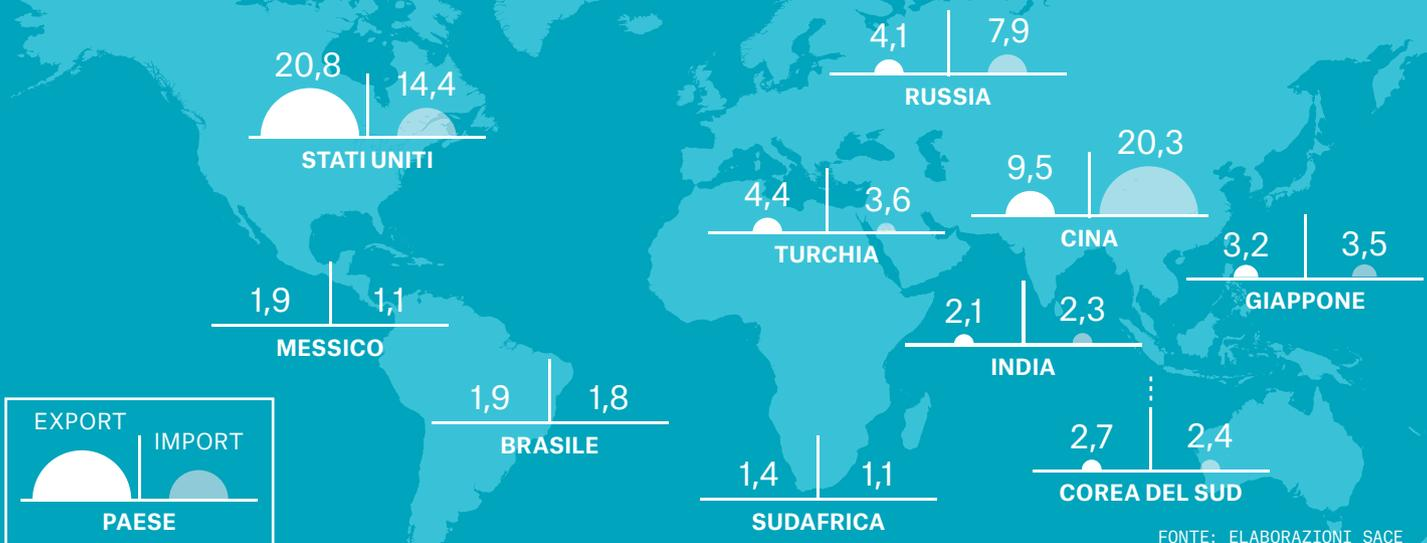 4,1 7,9
RUSSIA
20,8 14,4
STATI UNITI
9,5 20,3
CINA
4,4 3,6
TURCHIA
3,2 3,5
GIAPPONE
1,9 1,1
MESSICO
2,1 2,3
INDIA
1,9 1,8
BRASILE
2,7 2,4
COREA DEL SUD
1,4 1,1
SUDAFRICA
EXPORT
IMPORT
PAESE
FONTE: ELABORAZIONI SACE